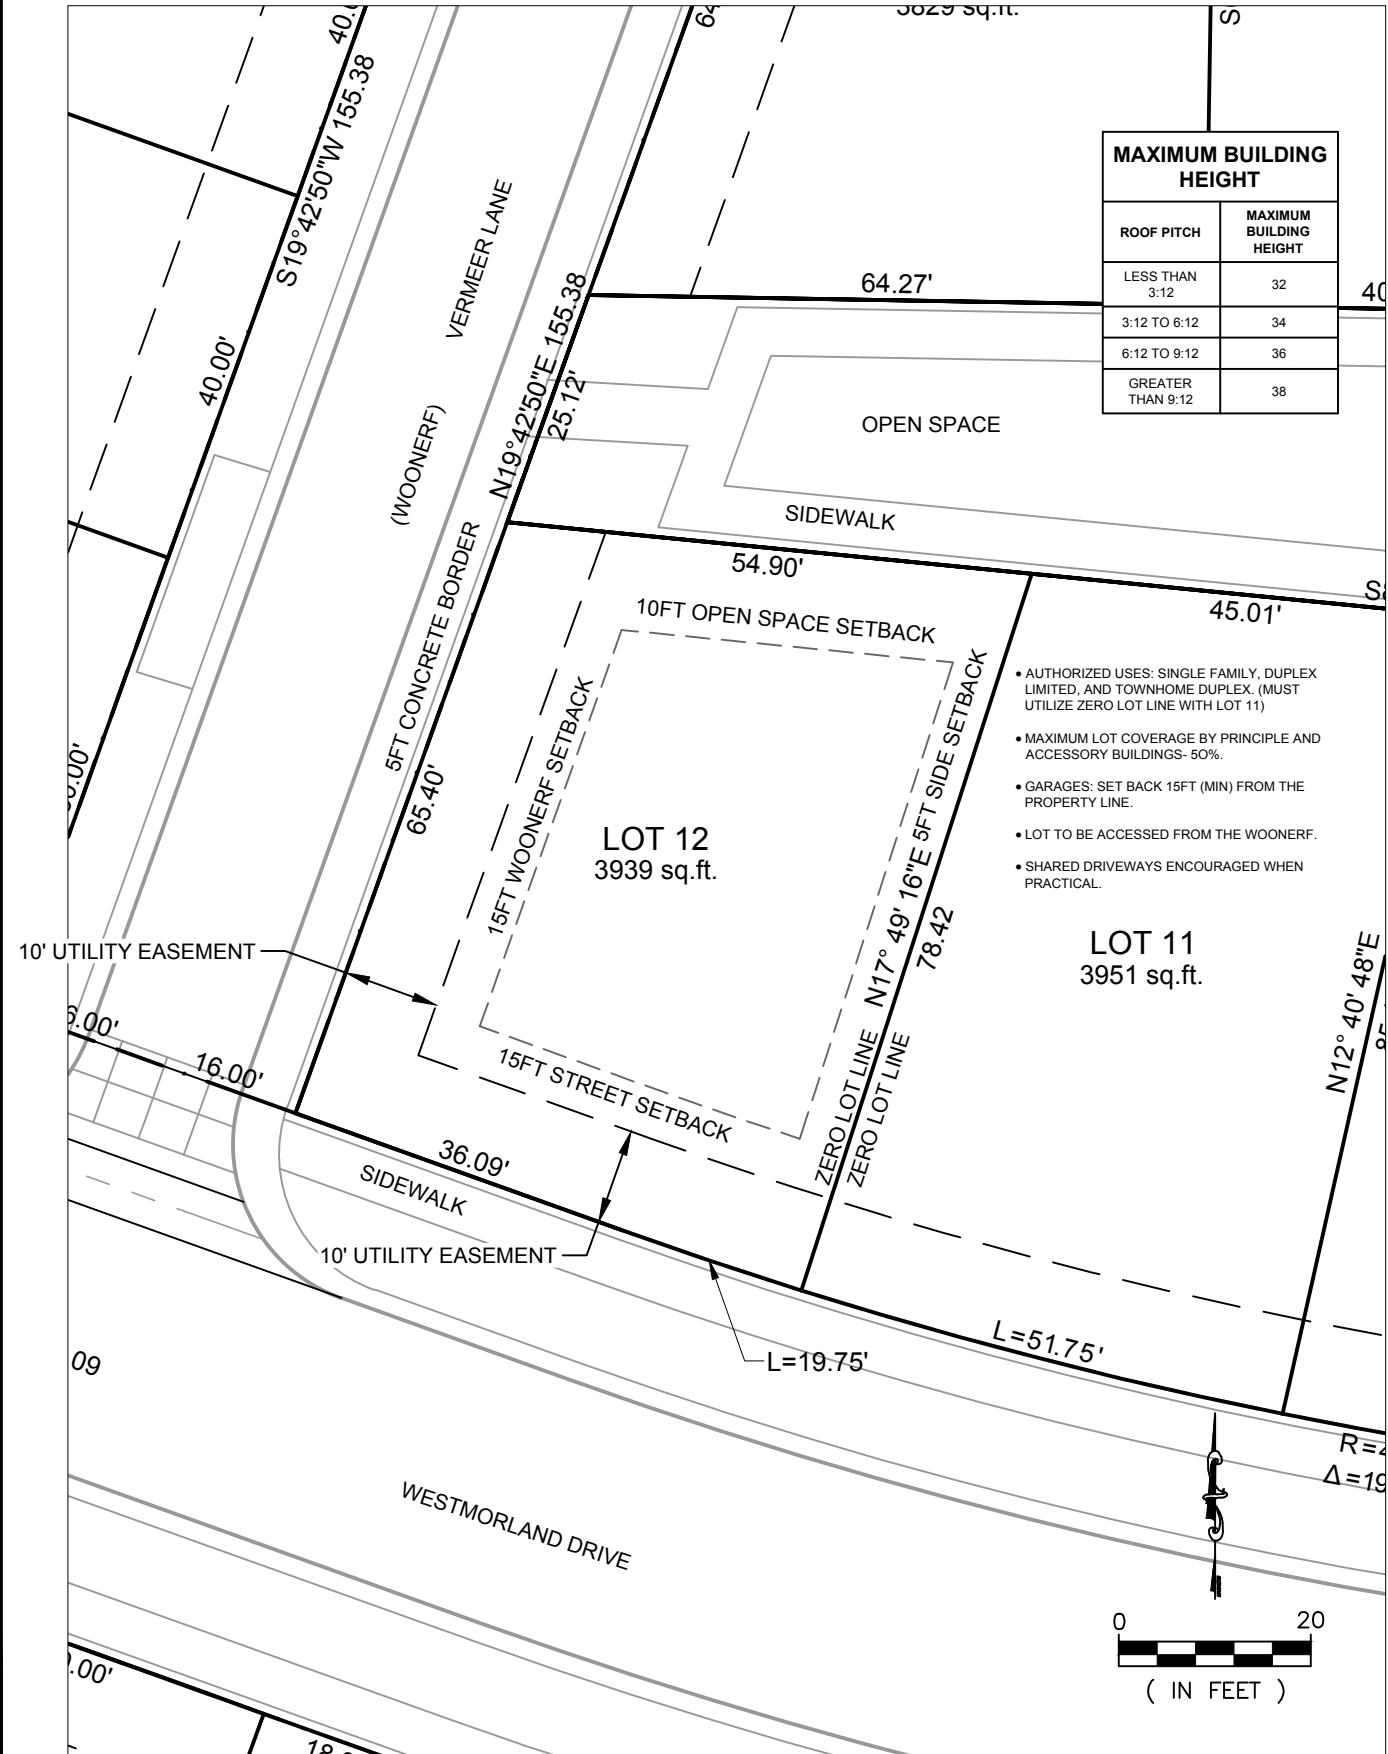 3829 sq.ft.
S19°42'50"W 155.38
40.00'
VERMEER LANE
(WOONERF)
N19°42'50"E 155.38
25.12'
64.27'
MAXIMUM BUILDING
HEIGHT
ROOF PITCH
MAXIMUM
BUILDING
HEIGHT
LESS THAN
3:12
32
3:12 TO 6:12
34
6:12 TO 9:12
36
GREATER
THAN 9:12
38
40
OPEN SPACE
SIDEWALK
5FT CONCRETE BORDER
54.90'
45.01'
10FT OPEN SPACE SETBACK
15FT WOONERF SETBACK
5FT SIDE SETBACK
65.40'
• AUTHORIZED USES: SINGLE FAMILY, DUPLEX
LIMITED, AND TOWNHOME DUPLEX. (MUST
UTILIZE ZERO LOT LINE WITH LOT 11)
• MAXIMUM LOT COVERAGE BY PRINCIPLE AND
ACCESSORY BUILDINGS- 50%.
• GARAGES: SET BACK 15FT (MIN) FROM THE
PROPERTY LINE.
• LOT TO BE ACCESSED FROM THE WOONERF.
• SHARED DRIVEWAYS ENCOURAGED WHEN
PRACTICAL.
LOT 12
3939 sq.ft.
N17° 49' 16"E
78.42
LOT 11
3951 sq.ft.
N12° 40' 48"E
10' UTILITY EASEMENT
6.00'
16.00'
15FT STREET SETBACK
ZERO LOT LINE
ZERO LOT LINE
36.09'
SIDEWALK
10' UTILITY EASEMENT
L=19.75'
L=51.75'
09
R=4
Δ=19
WESTMORLAND DRIVE
0 20
( IN FEET )
.00'
18.